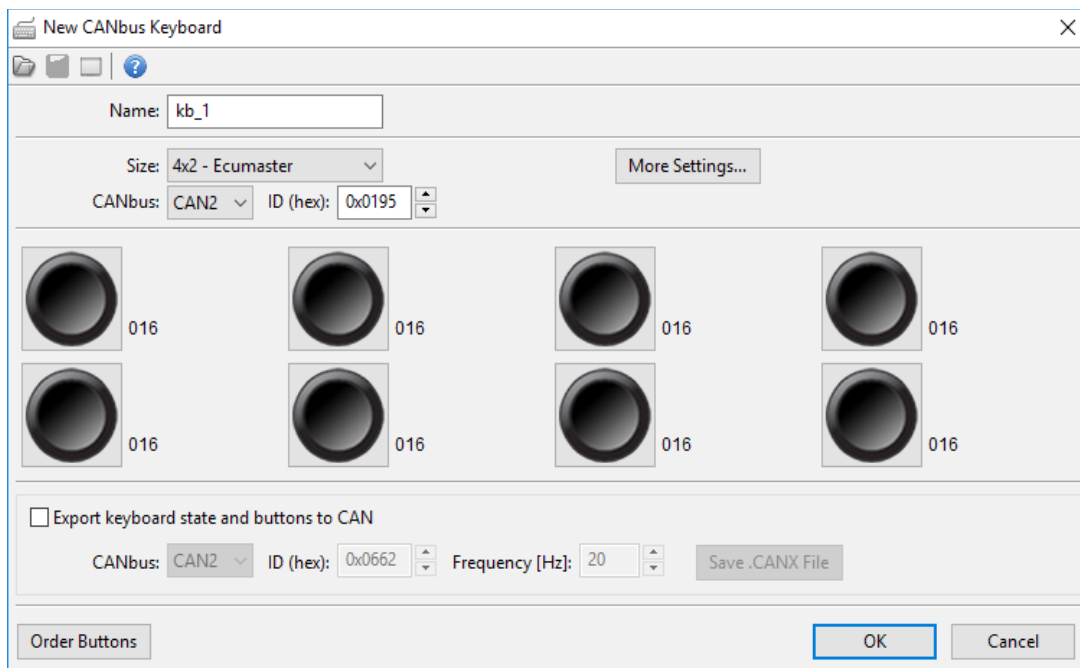 New CANbus Keyboard
Name: kb_1
Size: 4x2 - Ecumaster More Settings...
CANbus: CAN2 ID (hex): 0x0195
016 016 016 016
016 016 016 016
Export keyboard state and buttons to CAN
CANbus: CAN2 ID (hex): 0x0662 Frequency [Hz]: 20 Save .CANX File
Order Buttons OK Cancel